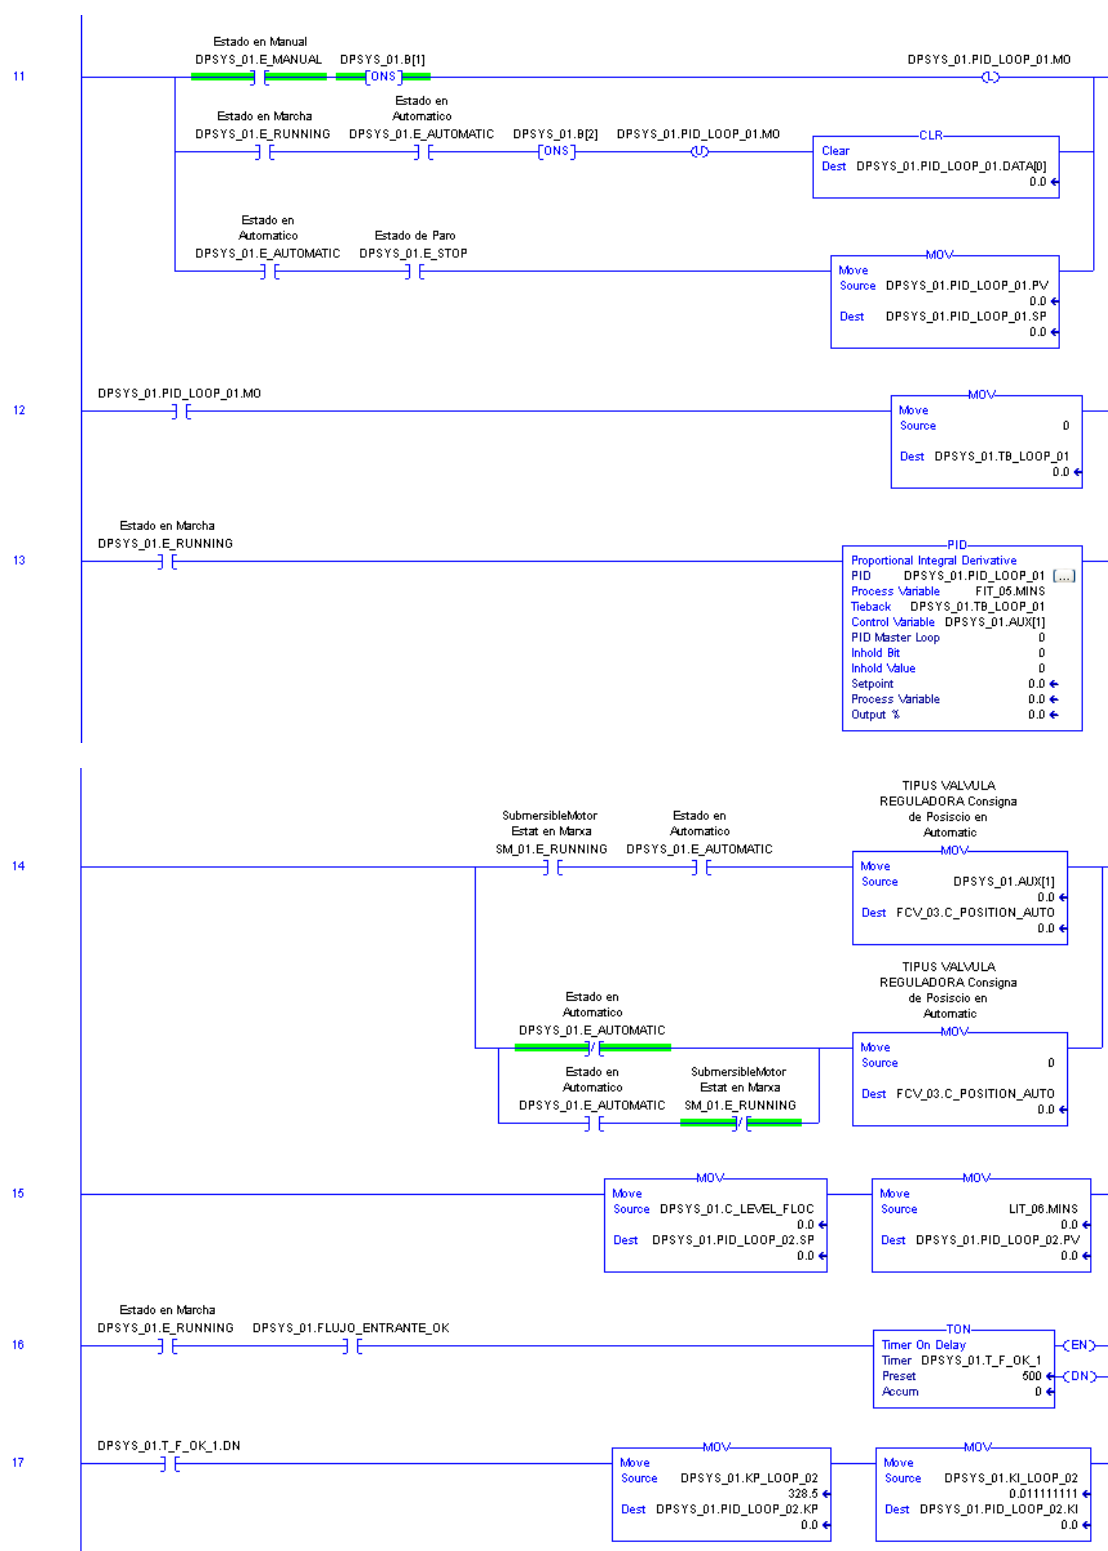 11
Estado en Manual
DPSYS_01.E_MANUAL
DPSYS_01.B[1]
ONS
DPSYS_01.PID_LOOP_01.MO
L
Estado en Marcha
DPSYS_01.E_RUNNING
Estado en
Automatico
DPSYS_01.E_AUTOMATIC
DPSYS_01.B[2]
ONS
DPSYS_01.PID_LOOP_01.MO
U
CLR
Clear
Dest DPSYS_01.PID_LOOP_01.DATA[0]
0.0
Estado en
Automatico
DPSYS_01.E_AUTOMATIC
Estado de Paro
DPSYS_01.E_STOP
MOV
Move
Source DPSYS_01.PID_LOOP_01.PV
0.0
Dest DPSYS_01.PID_LOOP_01.SP
0.0
12
DPSYS_01.PID_LOOP_01.MO
MOV
Move
Source 0
Dest DPSYS_01.TB_LOOP_01
0.0
13
Estado en Marcha
DPSYS_01.E_RUNNING
PID
Proportional Integral Derivative
PID DPSYS_01.PID_LOOP_01 ...
Process Variable FIT_05.MINS
Tieback DPSYS_01.TB_LOOP_01
Control Variable DPSYS_01.AUX[1]
PID Master Loop 0
Inhold Bit 0
Inhold Value 0
Setpoint 0.0
Process Variable 0.0
Output % 0.0
14
SubmersibleMotor
Estat en Marxa
SM_01.E_RUNNING
Estado en
Automatico
DPSYS_01.E_AUTOMATIC
TIPUS VALVULA
REGULADORA Consigna
de Posiscio en
Automatic
MOV
Move
Source DPSYS_01.AUX[1]
0.0
Dest FCV_03.C_POSITION_AUTO
0.0
Estado en
Automatico
DPSYS_01.E_AUTOMATIC
TIPUS VALVULA
REGULADORA Consigna
de Posiscio en
Automatic
MOV
Move
Source 0
Dest FCV_03.C_POSITION_AUTO
0.0
Estado en
Automatico
DPSYS_01.E_AUTOMATIC
SubmersibleMotor
Estat en Marxa
SM_01.E_RUNNING
15
MOV
Move
Source DPSYS_01.C_LEVEL_FLOC
0.0
Dest DPSYS_01.PID_LOOP_02.SP
0.0
MOV
Move
Source LIT_06.MINS
0.0
Dest DPSYS_01.PID_LOOP_02.PV
0.0
16
Estado en Marcha
DPSYS_01.E_RUNNING
DPSYS_01.FLUJO_ENTRANTE_OK
TON
Timer On Delay
Timer DPSYS_01.T_F_OK_1
Preset 500
Accum 0
EN
DN
17
DPSYS_01.T_F_OK_1.DN
MOV
Move
Source DPSYS_01.KP_LOOP_02
328.5
Dest DPSYS_01.PID_LOOP_02.KP
0.0
MOV
Move
Source DPSYS_01.KI_LOOP_02
0.011111111
Dest DPSYS_01.PID_LOOP_02.KI
0.0